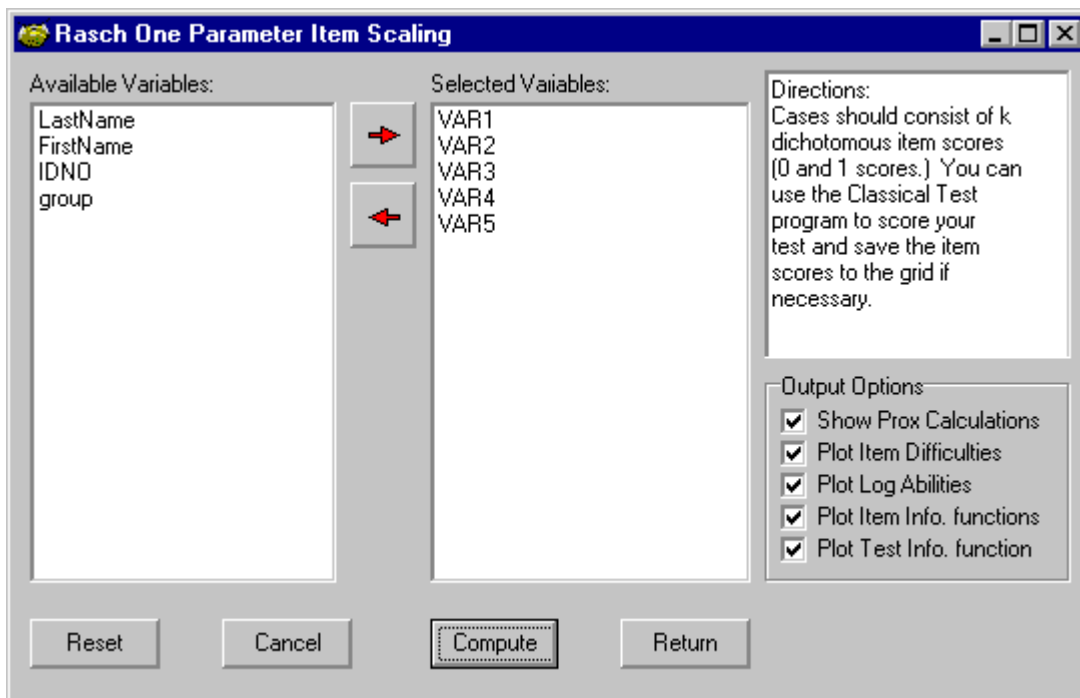 Rasch One Parameter Item Scaling
Available Variables:
LastName
FirstName
IDNO
group
Selected Variables:
VAR1
VAR2
VAR3
VAR4
VAR5
Directions:
Cases should consist of k
dichotomous item scores
(0 and 1 scores.)  You can
use the Classical Test
program to score your
test and save the item
scores to the grid if
necessary.
Output Options
Show Prox Calculations
Plot Item Difficulties
Plot Log Abilities
Plot Item Info. functions
Plot Test Info. function
Reset
Cancel
Compute
Return